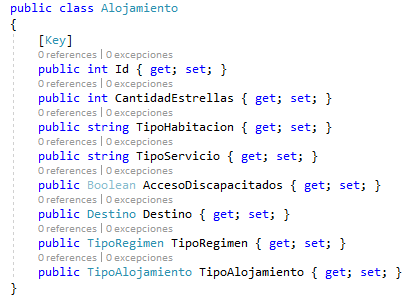 public class Alojamiento
{
[Key]
0 references | 0 excepciones
public int Id { get; set; }
0 references | 0 excepciones
public int CantidadEstrellas { get; set; }
0 references | 0 excepciones
public string TipoHabitacion { get; set; }
0 references | 0 excepciones
public string TipoServicio { get; set; }
0 references | 0 excepciones
public Boolean AccesoDiscapacitados { get; set; }
0 references | 0 excepciones
public Destino Destino { get; set; }
0 references | 0 excepciones
public TipoRegimen TipoRegimen { get; set; }
0 references | 0 excepciones
public TipoAlojamiento TipoAlojamiento { get; set; }
}